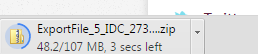 ExportFile_5_IDC_273....zip
48.2/107 MB, 3 secs left